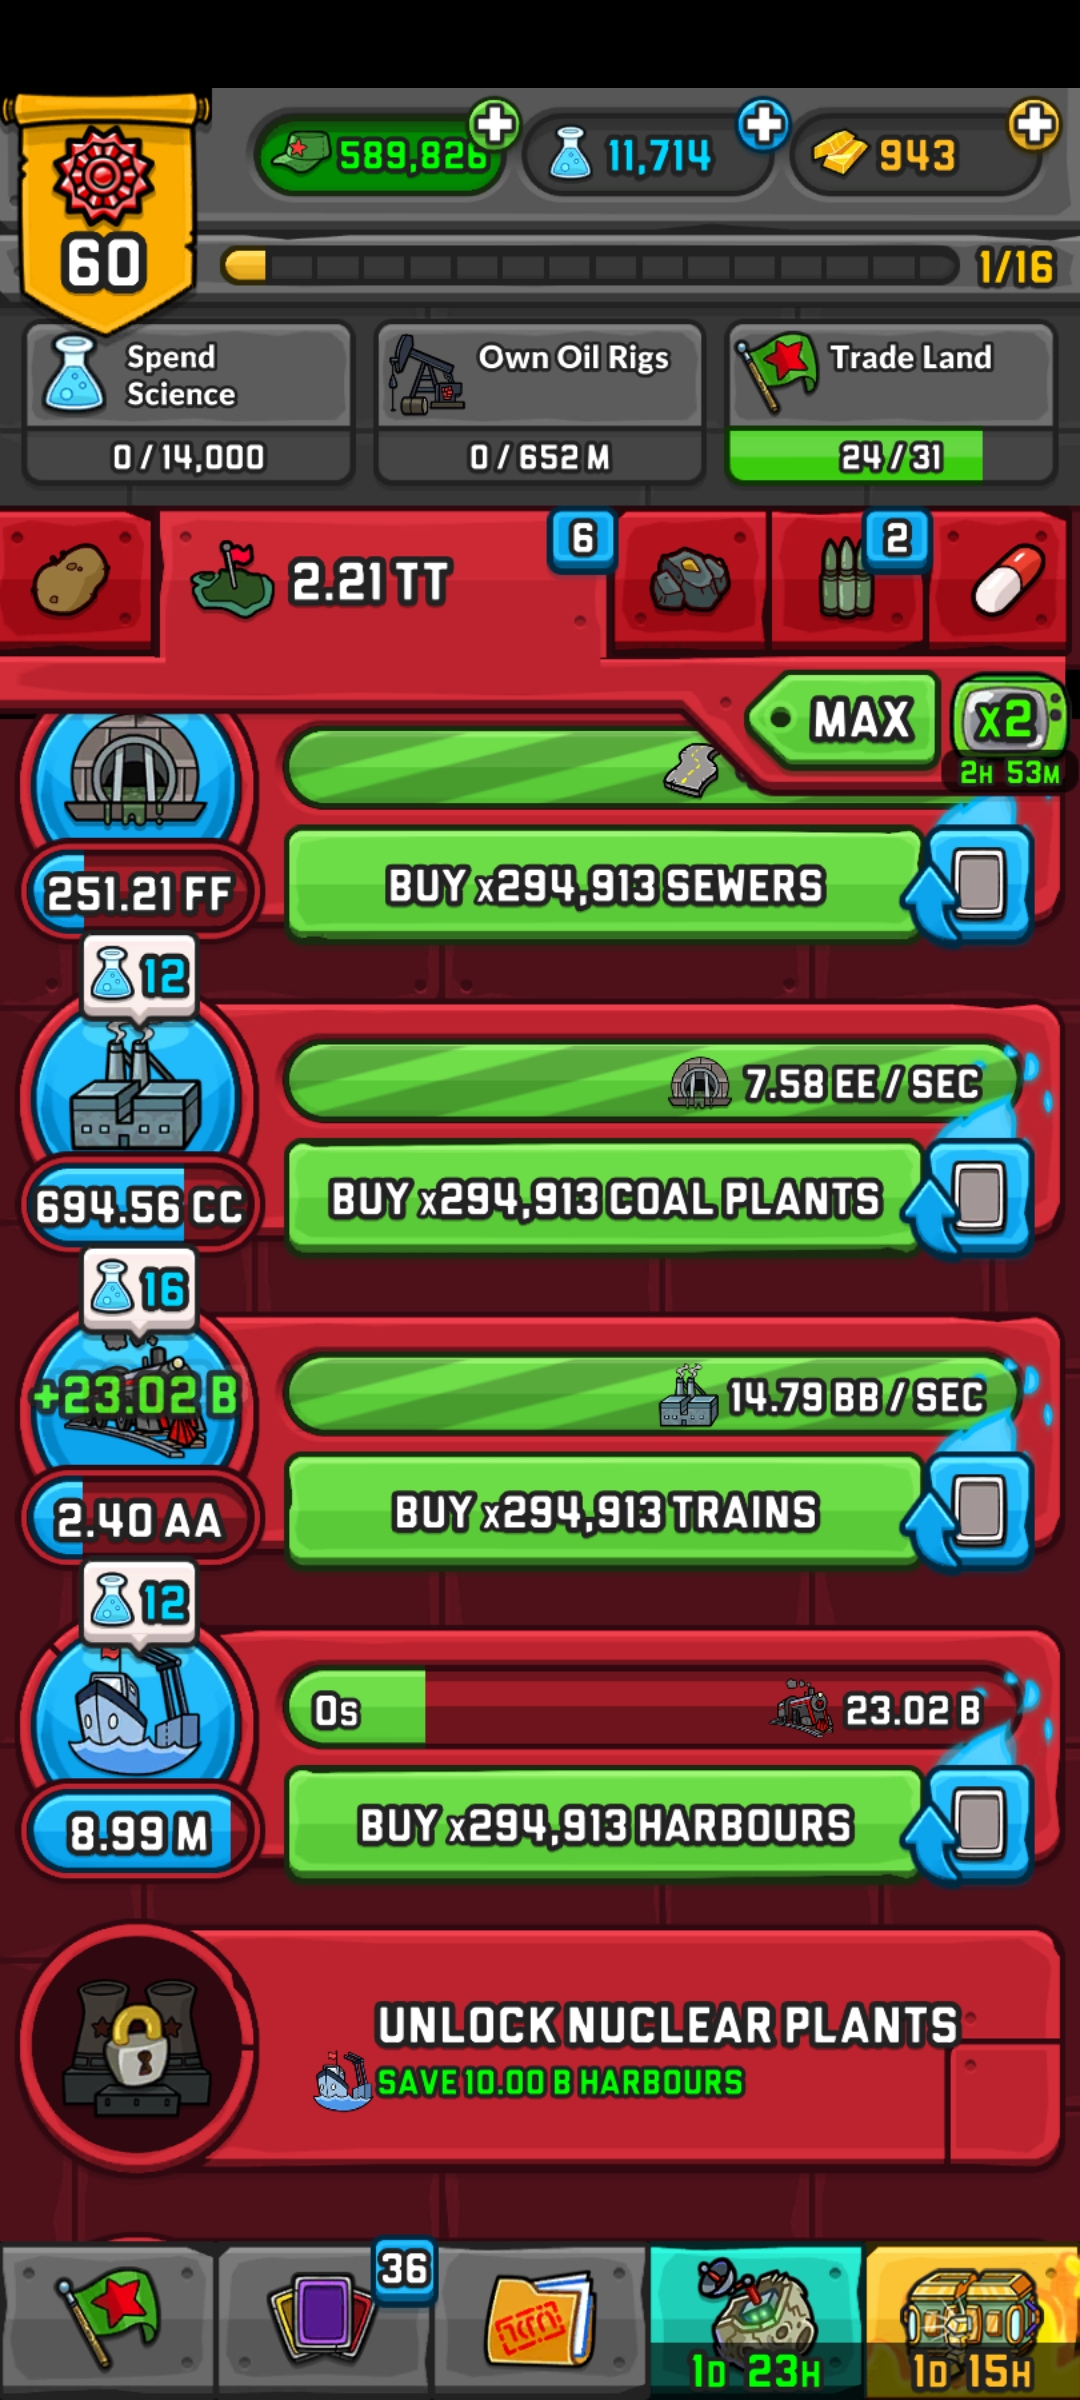 589,826
11,714
943
60
1/16
Spend
Science
0/14,000
Own Oil Rigs
0/652 M
Trade Land
24/31
2.21 TT
6
2
MAX
x2
2H 53M
251.21 FF
BUY x294,913 SEWERS
12
7.58 EE/SEC
694.56 CC
BUY x294,913 COAL PLANTS
16
+23.02 B
14.79 BB/SEC
2.40 AA
BUY x294,913 TRAINS
12
0s
23.02 B
8.99 M
BUY x294,913 HARBOURS
UNLOCK NUCLEAR PLANTS
SAVE 10.00 B HARBOURS
36
1D 23H
1D 15H